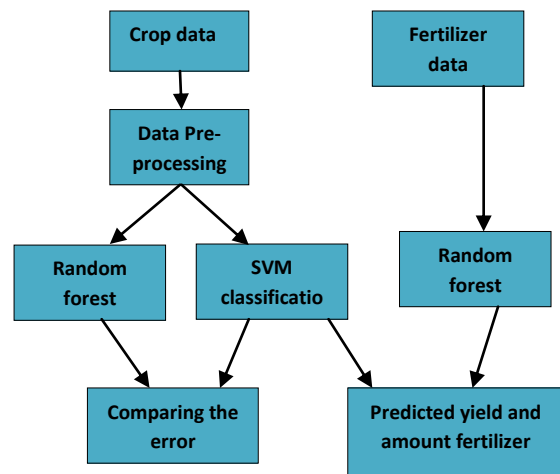 Crop data
Fertilizer
data
Data Pre-
processing
Random
forest
SVM
classificatio
Random
forest
Comparing the
error
Predicted yield and
amount fertilizer